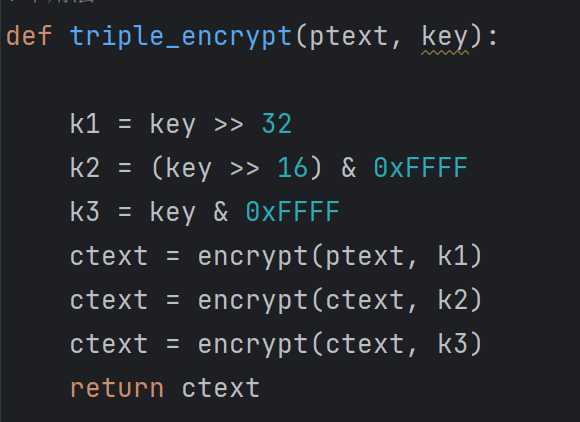 def triple_encrypt(ptext, key):
k1 = key >> 32
k2 = (key >> 16) & 0xFFFF
k3 = key & 0xFFFF
ctext = encrypt(ptext, k1)
ctext = encrypt(ctext, k2)
ctext = encrypt(ctext, k3)
return ctext